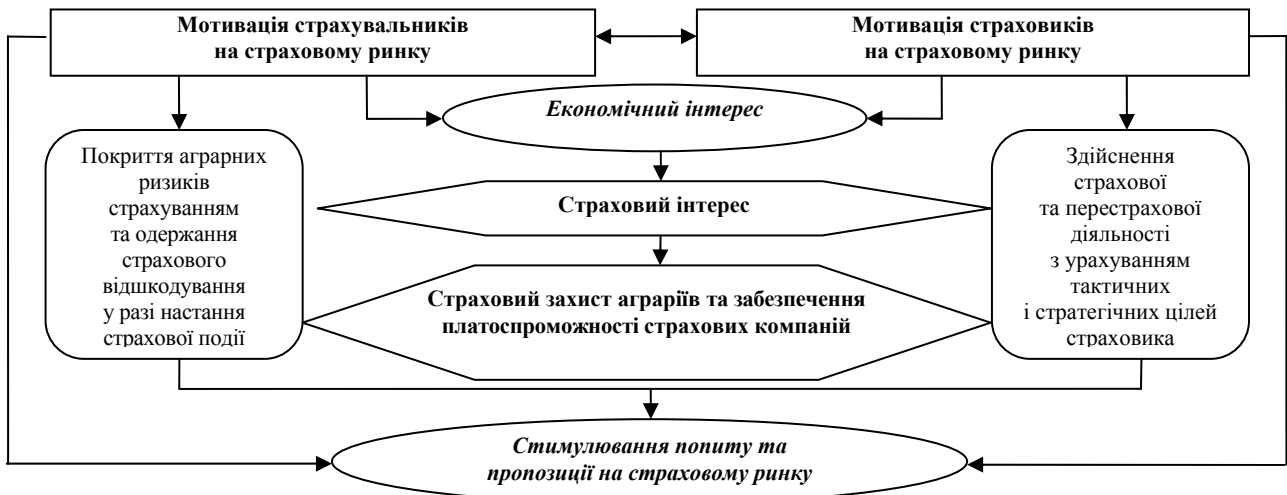 Мотивація страхувальників
на страховому ринку
Мотивація страховиків
на страховому ринку
Економічний інтерес
Покриття аграрних
ризиків
страхуванням
та одержання
страхового
відшкодування
у разі настання
страхової події
Страховий інтерес
Страховий захист аграріїв та забезпечення
платоспроможності страхових компаній
Здійснення
страхової
та перестрахової
діяльності
з урахуванням
тактичних
і стратегічних цілей
страховика
Стимулювання попиту та
пропозиції на страховому ринку